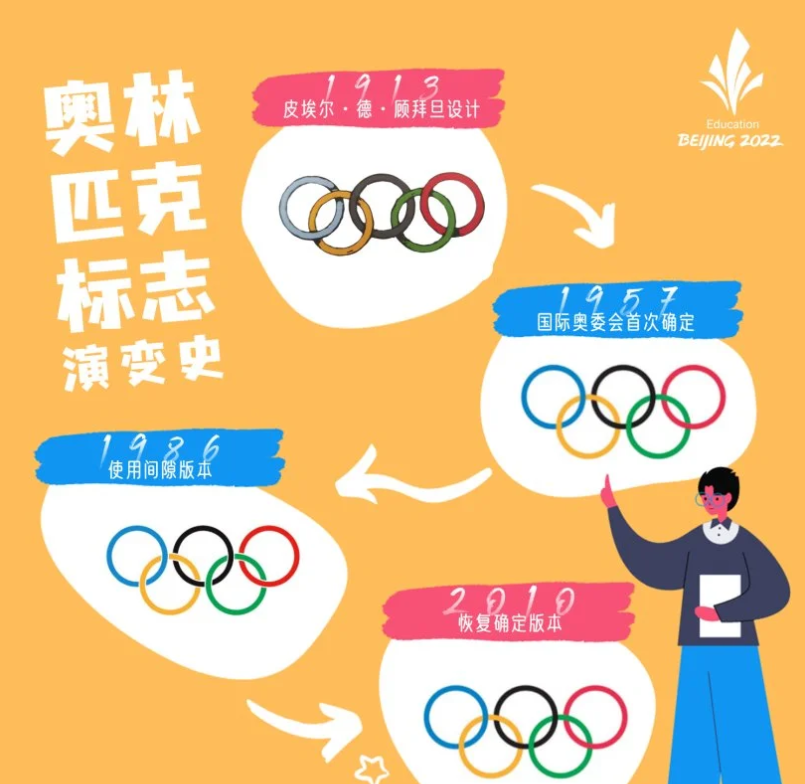 奥林
匹克
标志
演变史
1913
皮埃尔·德·顾拜旦设计
Education
BEIJING 2022
1957
国际奥委会首次确定
1986
使用间隙版本
2010
恢复确定版本